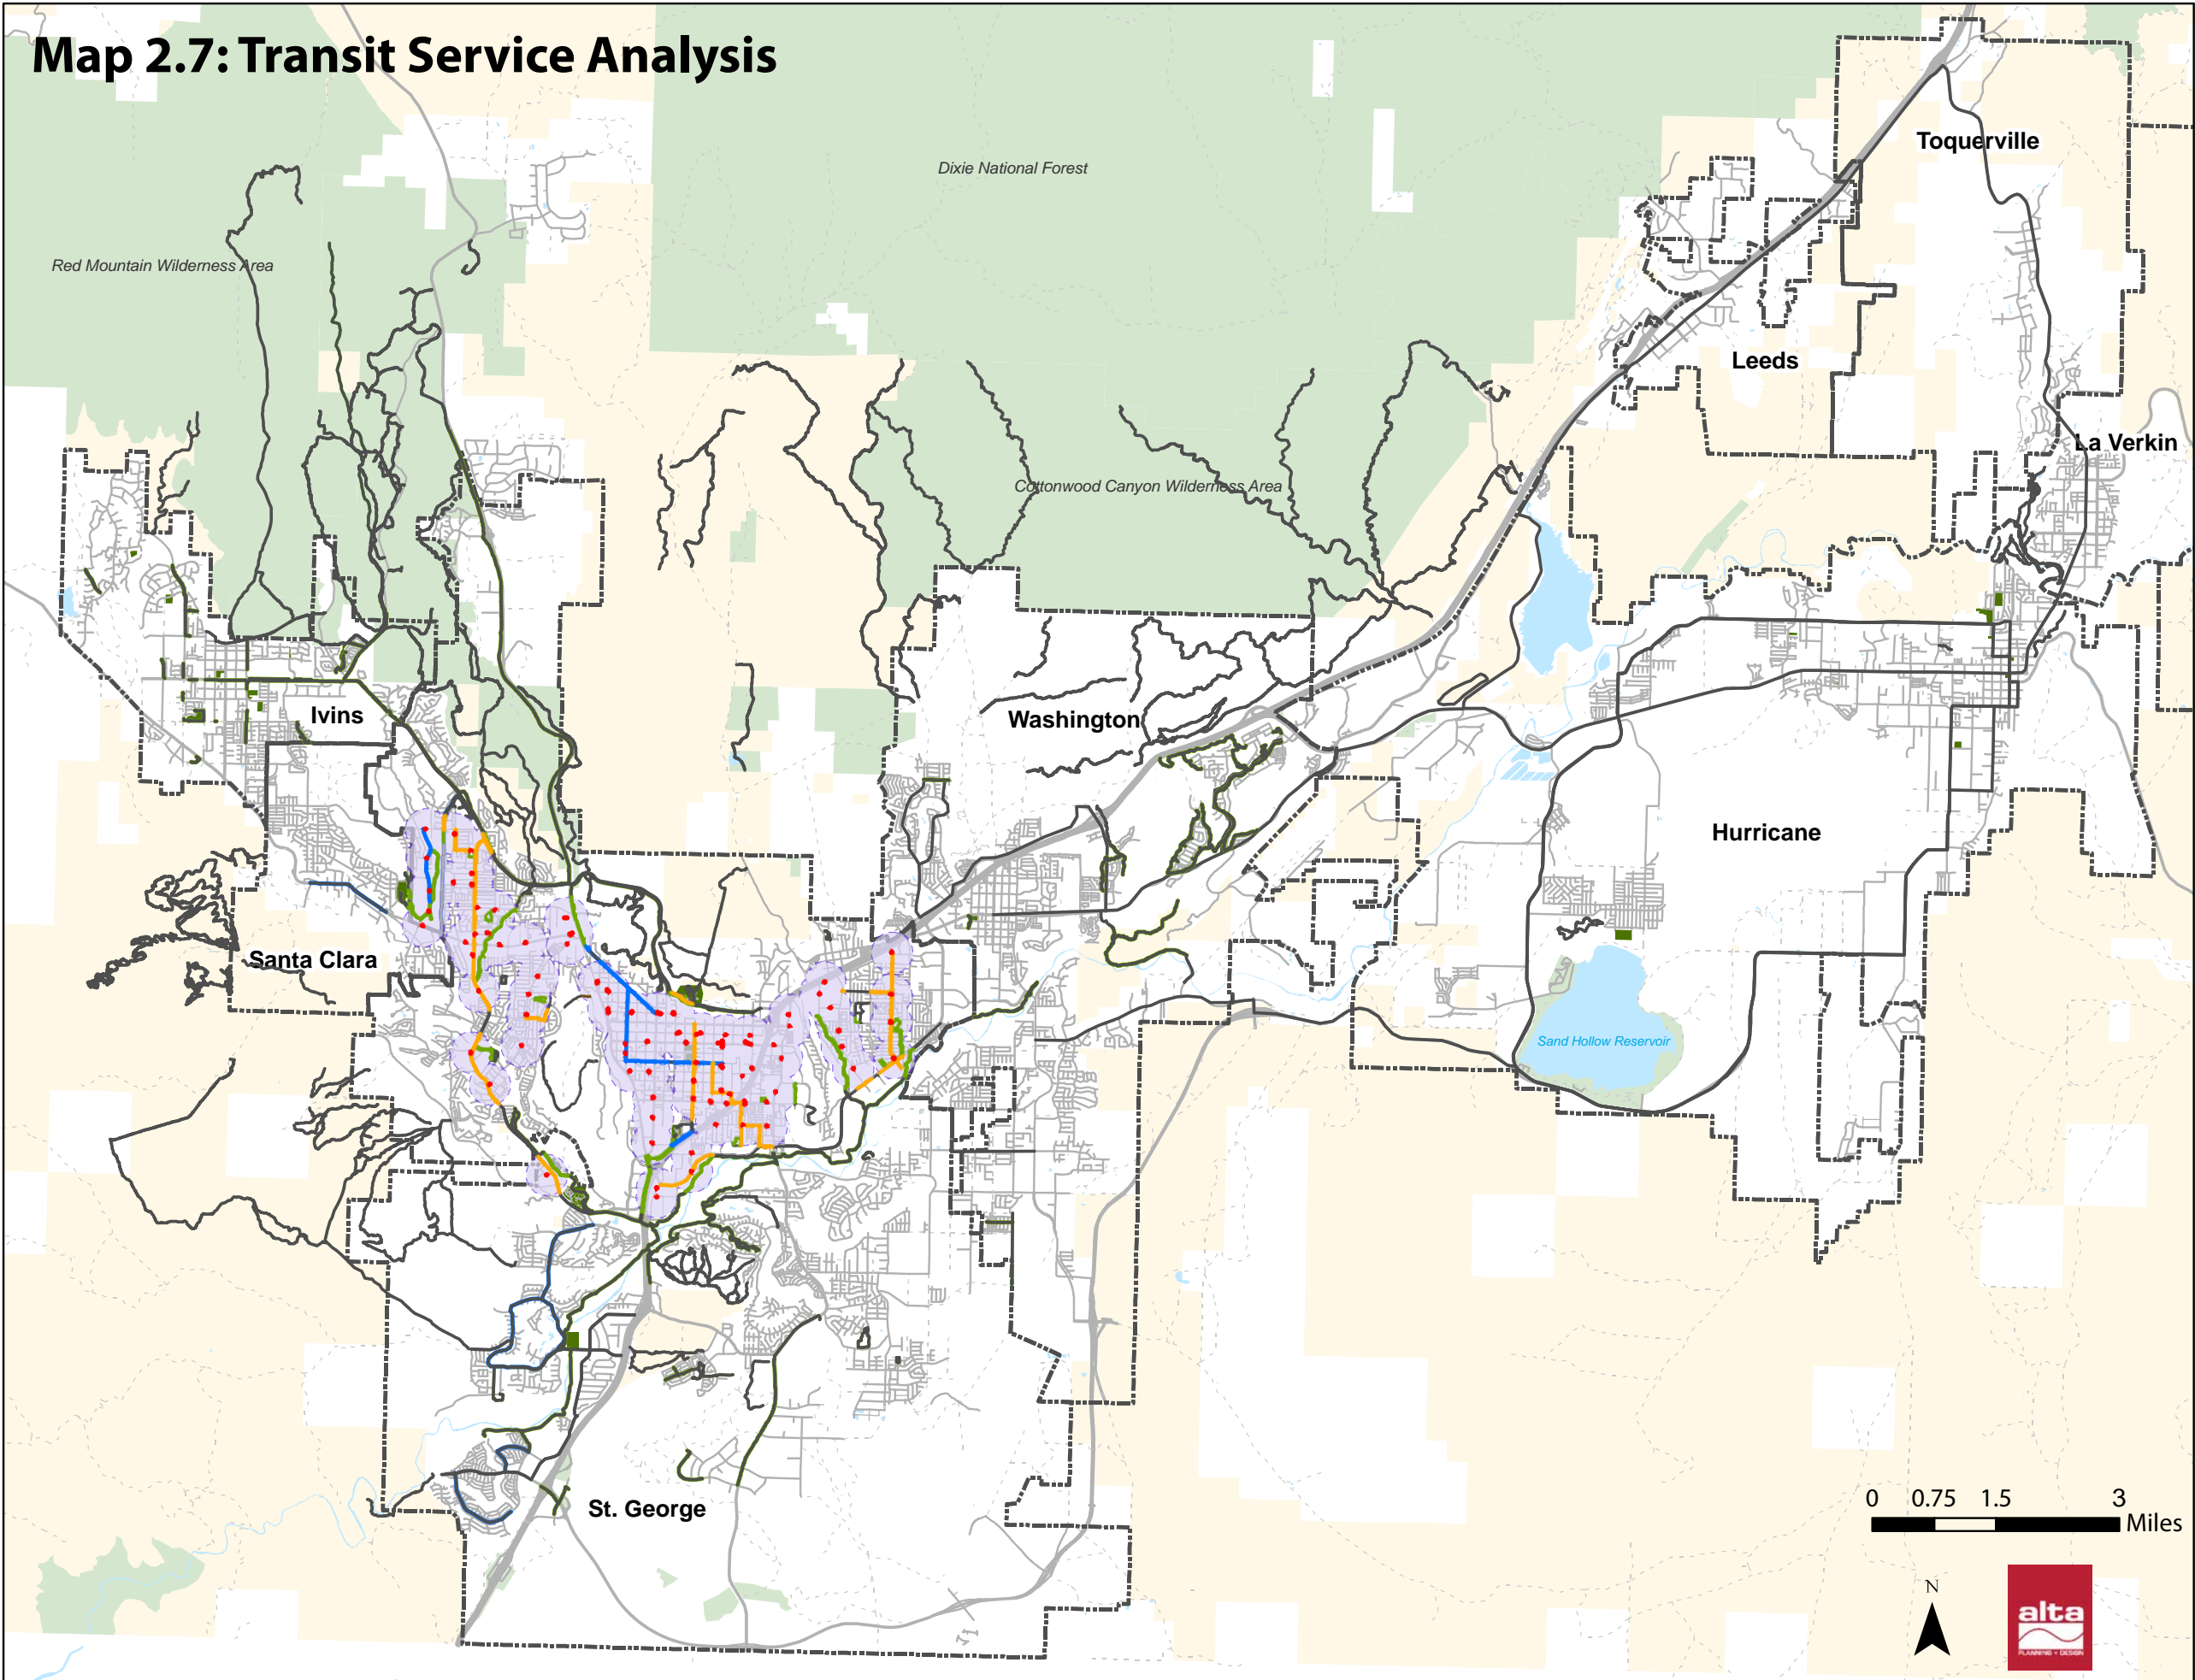 Map 2.7: Transit Service Analysis
Toquerville
Dixie National Forest
Red Mountain Wilderness Area
Leeds
La Verkin
Cottonwood Canyon Wilderness Area
Ivins
Washington
Hurricane
Santa Clara
Sand Hollow Reservoir
St. George
0 0.75 1.5 3
Miles
N
alta
PLANNING + DESIGN